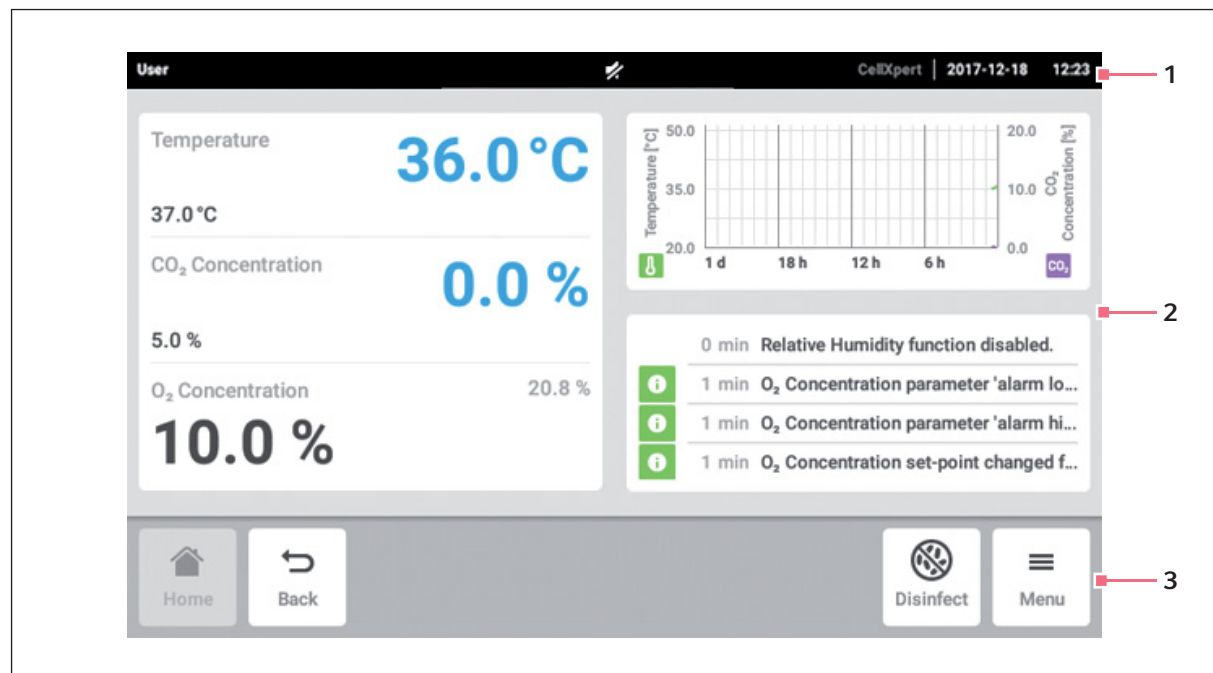 User CellXpert 2017-12-18 12:23
1
Temperature
36.0 °C
37.0 °C
CO₂ Concentration
0.0 %
5.0 %
O₂ Concentration 20.8 %
10.0 %
Temperature [°C]
50.0
35.0
20.0
20.0
10.0
0.0
CO₂
Concentration [%]
1 d 18 h 12 h 6 h
CO₂
2
0 min Relative Humidity function disabled.
1 min O₂ Concentration parameter 'alarm lo...
1 min O₂ Concentration parameter 'alarm hi...
1 min O₂ Concentration set-point changed f...
Home Back Disinfect Menu
3